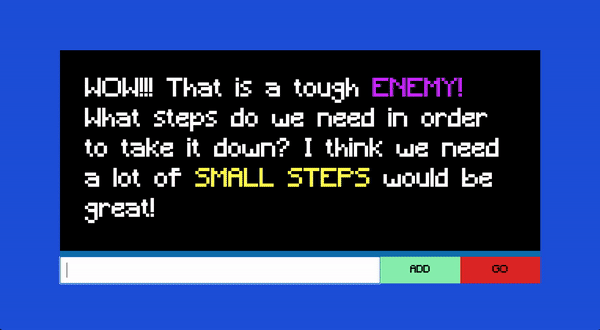 WOW!!! That is a tough ENEMY!
What steps do we need in order
to take it down? I think we need
a lot of SMALL STEPS would be
great!
ADD GO